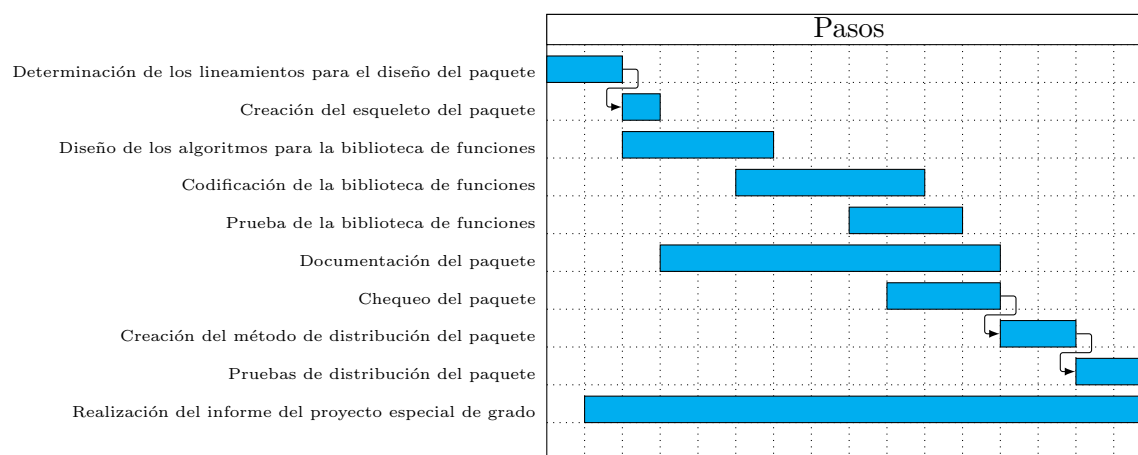 Pasos
Determinación de los lineamientos para el diseño del paquete
Creación del esqueleto del paquete
Diseño de los algoritmos para la biblioteca de funciones
Codificación de la biblioteca de funciones
Prueba de la biblioteca de funciones
Documentación del paquete
Chequeo del paquete
Creación del método de distribución del paquete
Pruebas de distribución del paquete
Realización del informe del proyecto especial de grado